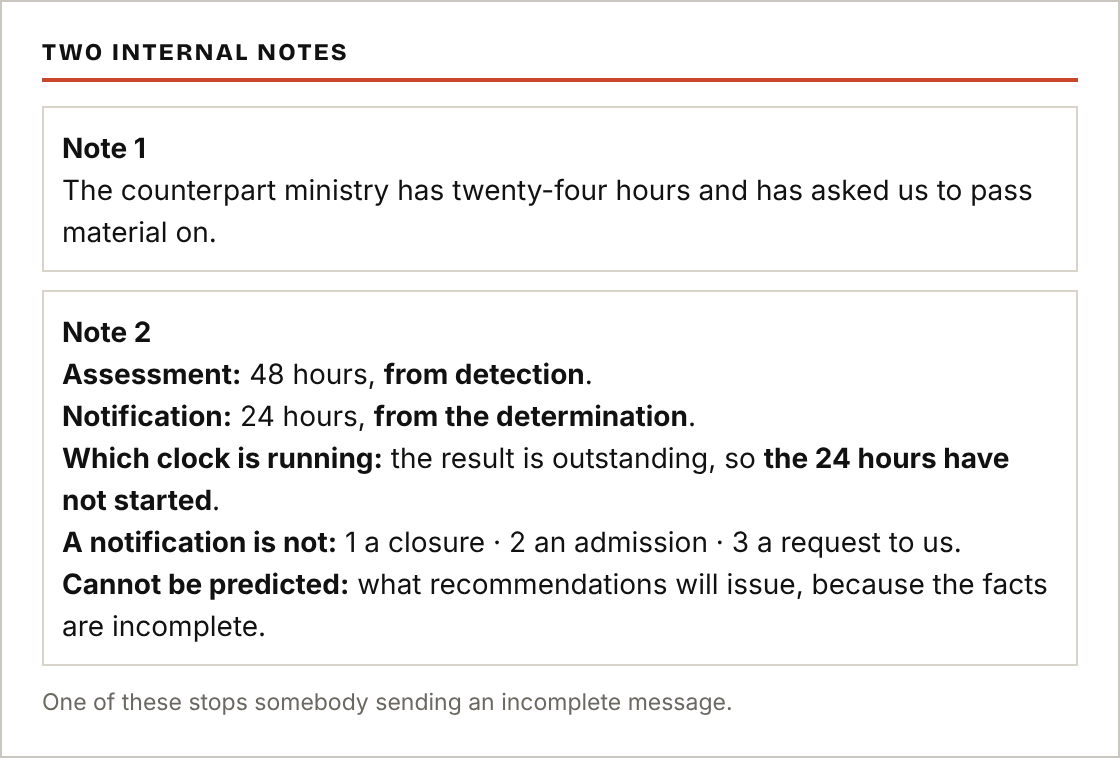 TWO INTERNAL NOTES
Note 1
The counterpart ministry has twenty-four hours and has asked us to pass
material on.
Note 2
Assessment: 48 hours, from detection.
Notification: 24 hours, from the determination.
Which clock is running: the result is outstanding, so the 24 hours have
not started.
A notification is not: 1 a closure · 2 an admission · 3 a request to us.
Cannot be predicted: what recommendations will issue, because the facts
are incomplete.
One of these stops somebody sending an incomplete message.